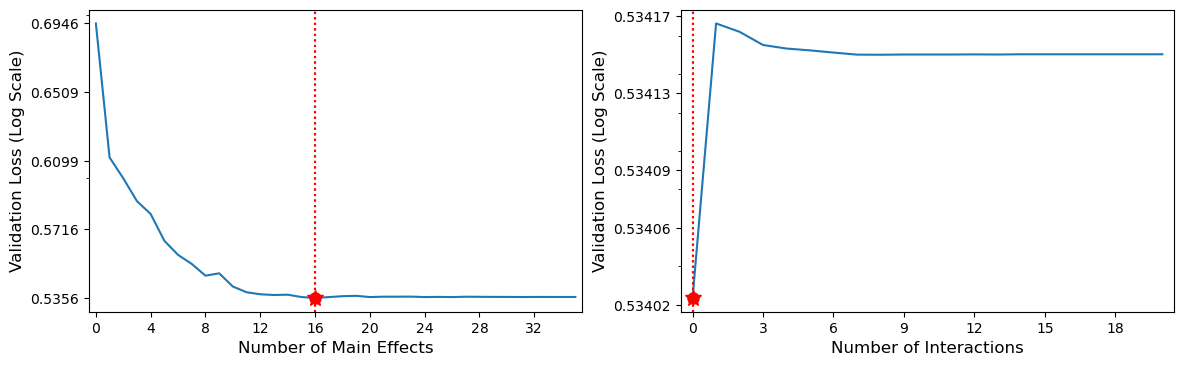 Validation Loss (Log Scale)
0.6946
0.6509
0.6099
0.5716
0.5356
0 4 8 12 16 20 24 28 32
Number of Main Effects
Validation Loss (Log Scale)
0.53417
0.53413
0.53409
0.53406
0.53402
0 3 6 9 12 15 18
Number of Interactions